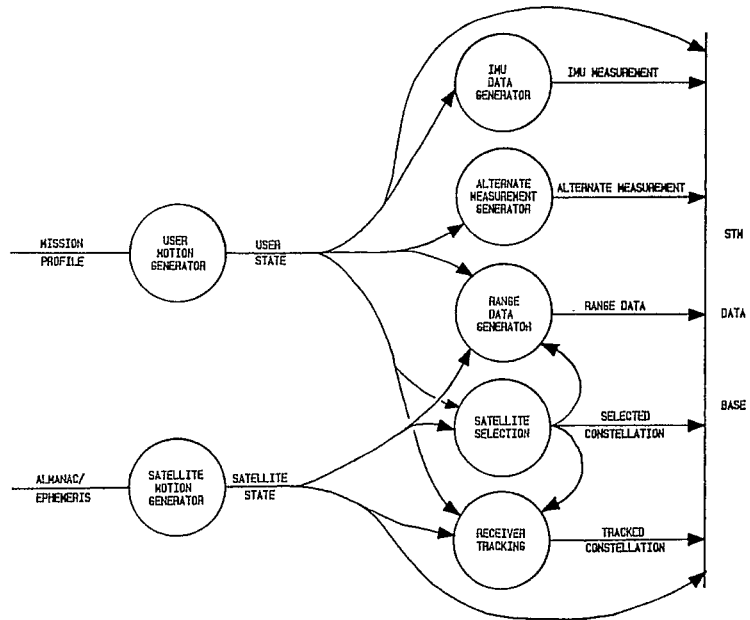 IMU
DATA
GENERATOR
IMU MEASUREMENT
ALTERNATE
MEASUREMENT
GENERATOR
ALTERNATE MEASUREMENT
MISSION
PROFILE
USER
MOTION
GENERATOR
USER
STATE
RANGE
DATA
GENERATOR
RANGE DATA
SATELLITE
SELECTION
SELECTED
CONSTELLATION
ALMANAC/
EPHEMERIS
SATELLITE
MOTION
GENERATOR
SATELLITE
STATE
RECEIVER
TRACKING
TRACKED
CONSTELLATION
STM
DATA
BASE